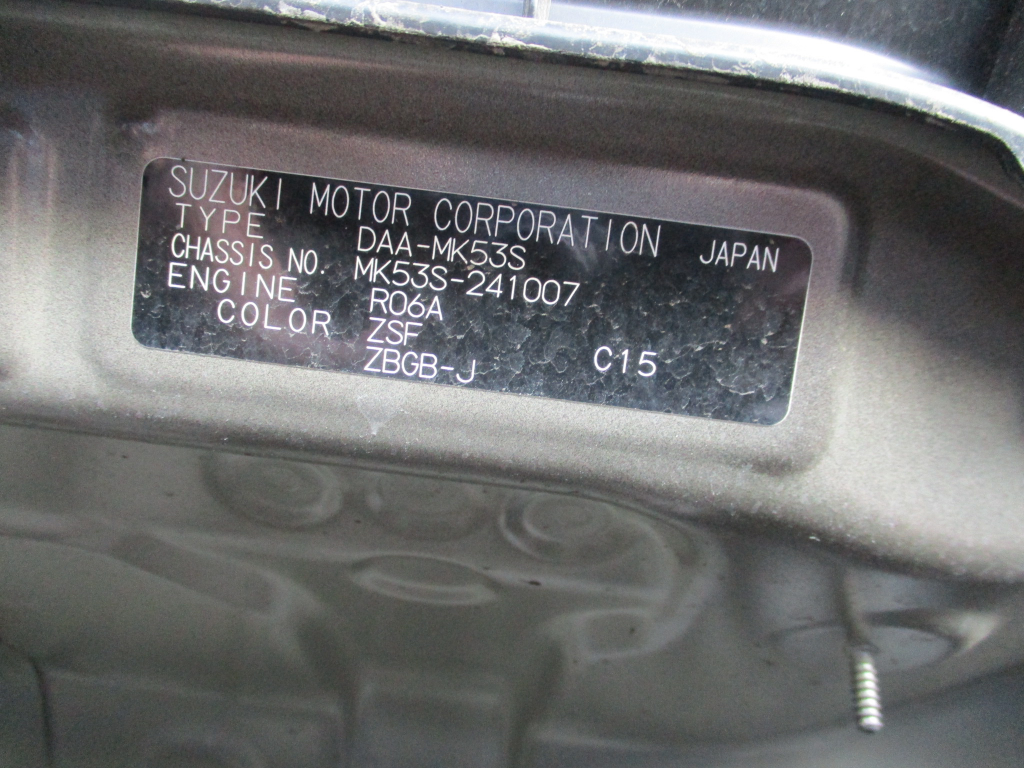 SUZUKI MOTOR CORPORATION JAPAN
TYPE DAA-MK53S
CHASSIS NO. MK53S-241007
ENGINE R06A
COLOR ZSF
ZBGB-J C15